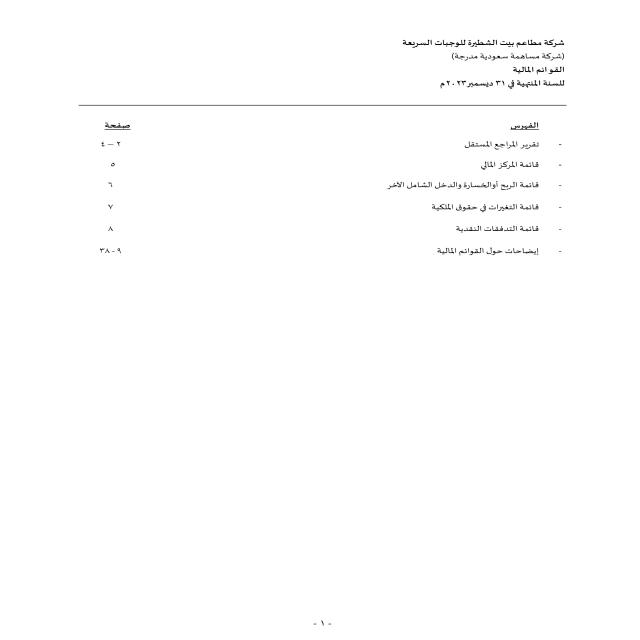 شركة مطاعم بيت الشطيرة للوجبات السريعة
(شركة مساهمة سعودية مدرجة)
القوائم المالية
للسنة المنتهية في ٣١ ديسمبر ٢٠٢٣م
الفهرس صفحة
- تقرير المراجع المستقل ٢ – ٤
- قائمة المركز المالي ٥
- قائمة الربح أوالخسارة والدخل الشامل الآخر ٦
- قائمة التغيرات في حقوق الملكية ٧
- قائمة التدفقات النقدية ٨
- إيضاحات حول القوائم المالية ٩ - ٣٨
- ١ -